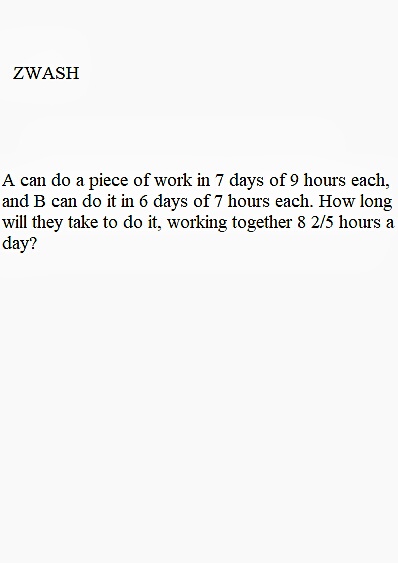 ZWASH
A can do a piece of work in 7 days of 9 hours each,
and B can do it in 6 days of 7 hours each. How long
will they take to do it, working together 8 2/5 hours a
day?